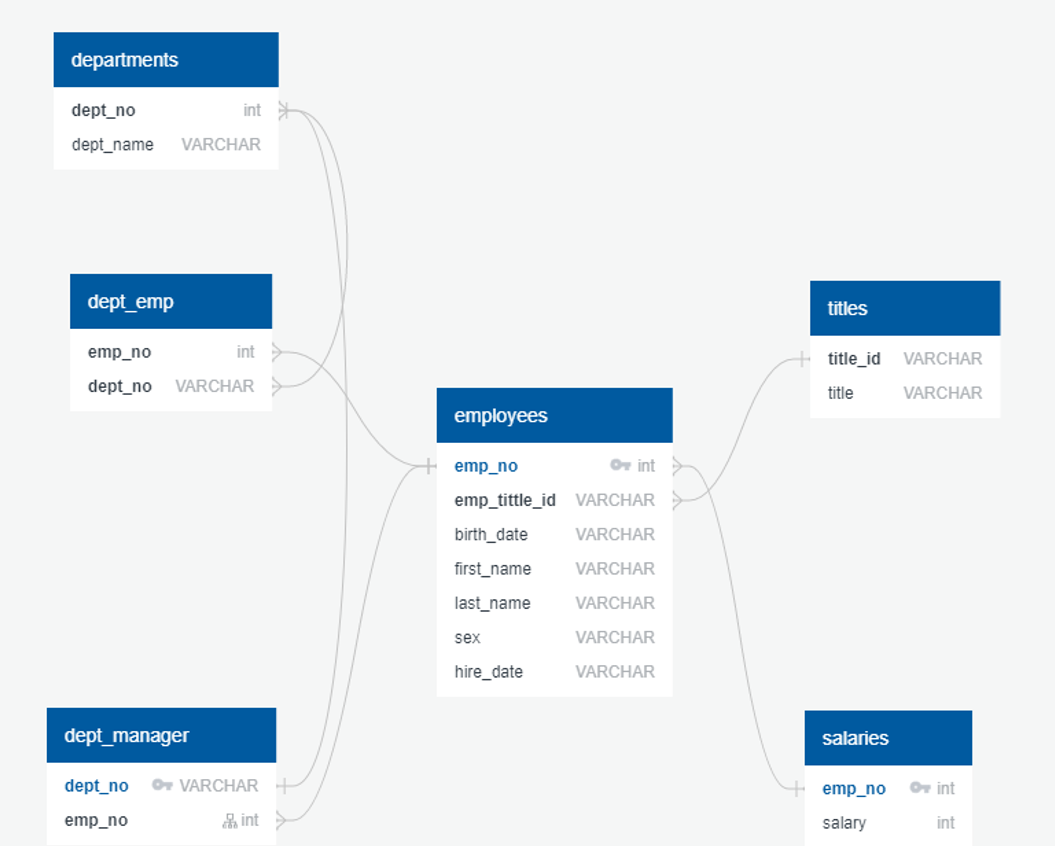 departments
dept_no int
dept_name VARCHAR
dept_emp
emp_no int
dept_no VARCHAR
titles
title_id VARCHAR
title VARCHAR
employees
emp_no int
emp_tittle_id VARCHAR
birth_date VARCHAR
first_name VARCHAR
last_name VARCHAR
sex VARCHAR
hire_date VARCHAR
dept_manager
dept_no VARCHAR
emp_no int
salaries
emp_no int
salary int